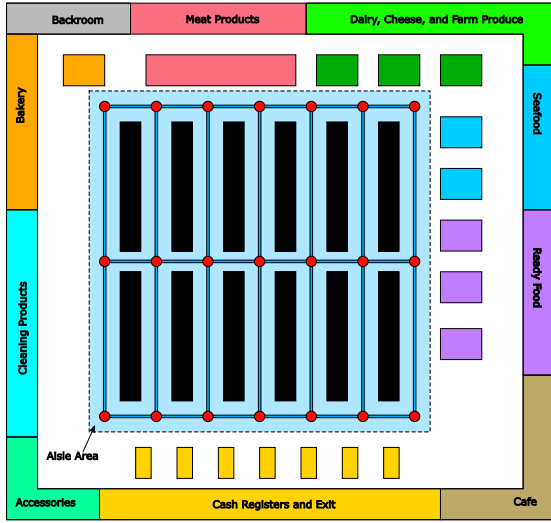 Backroom
Meat Products
Dairy, Cheese, and Farm Produce
Bakery
Seafood
Cleaning Products
Ready Food
Aisle Area
Accessories
Cash Registers and Exit
Cafe